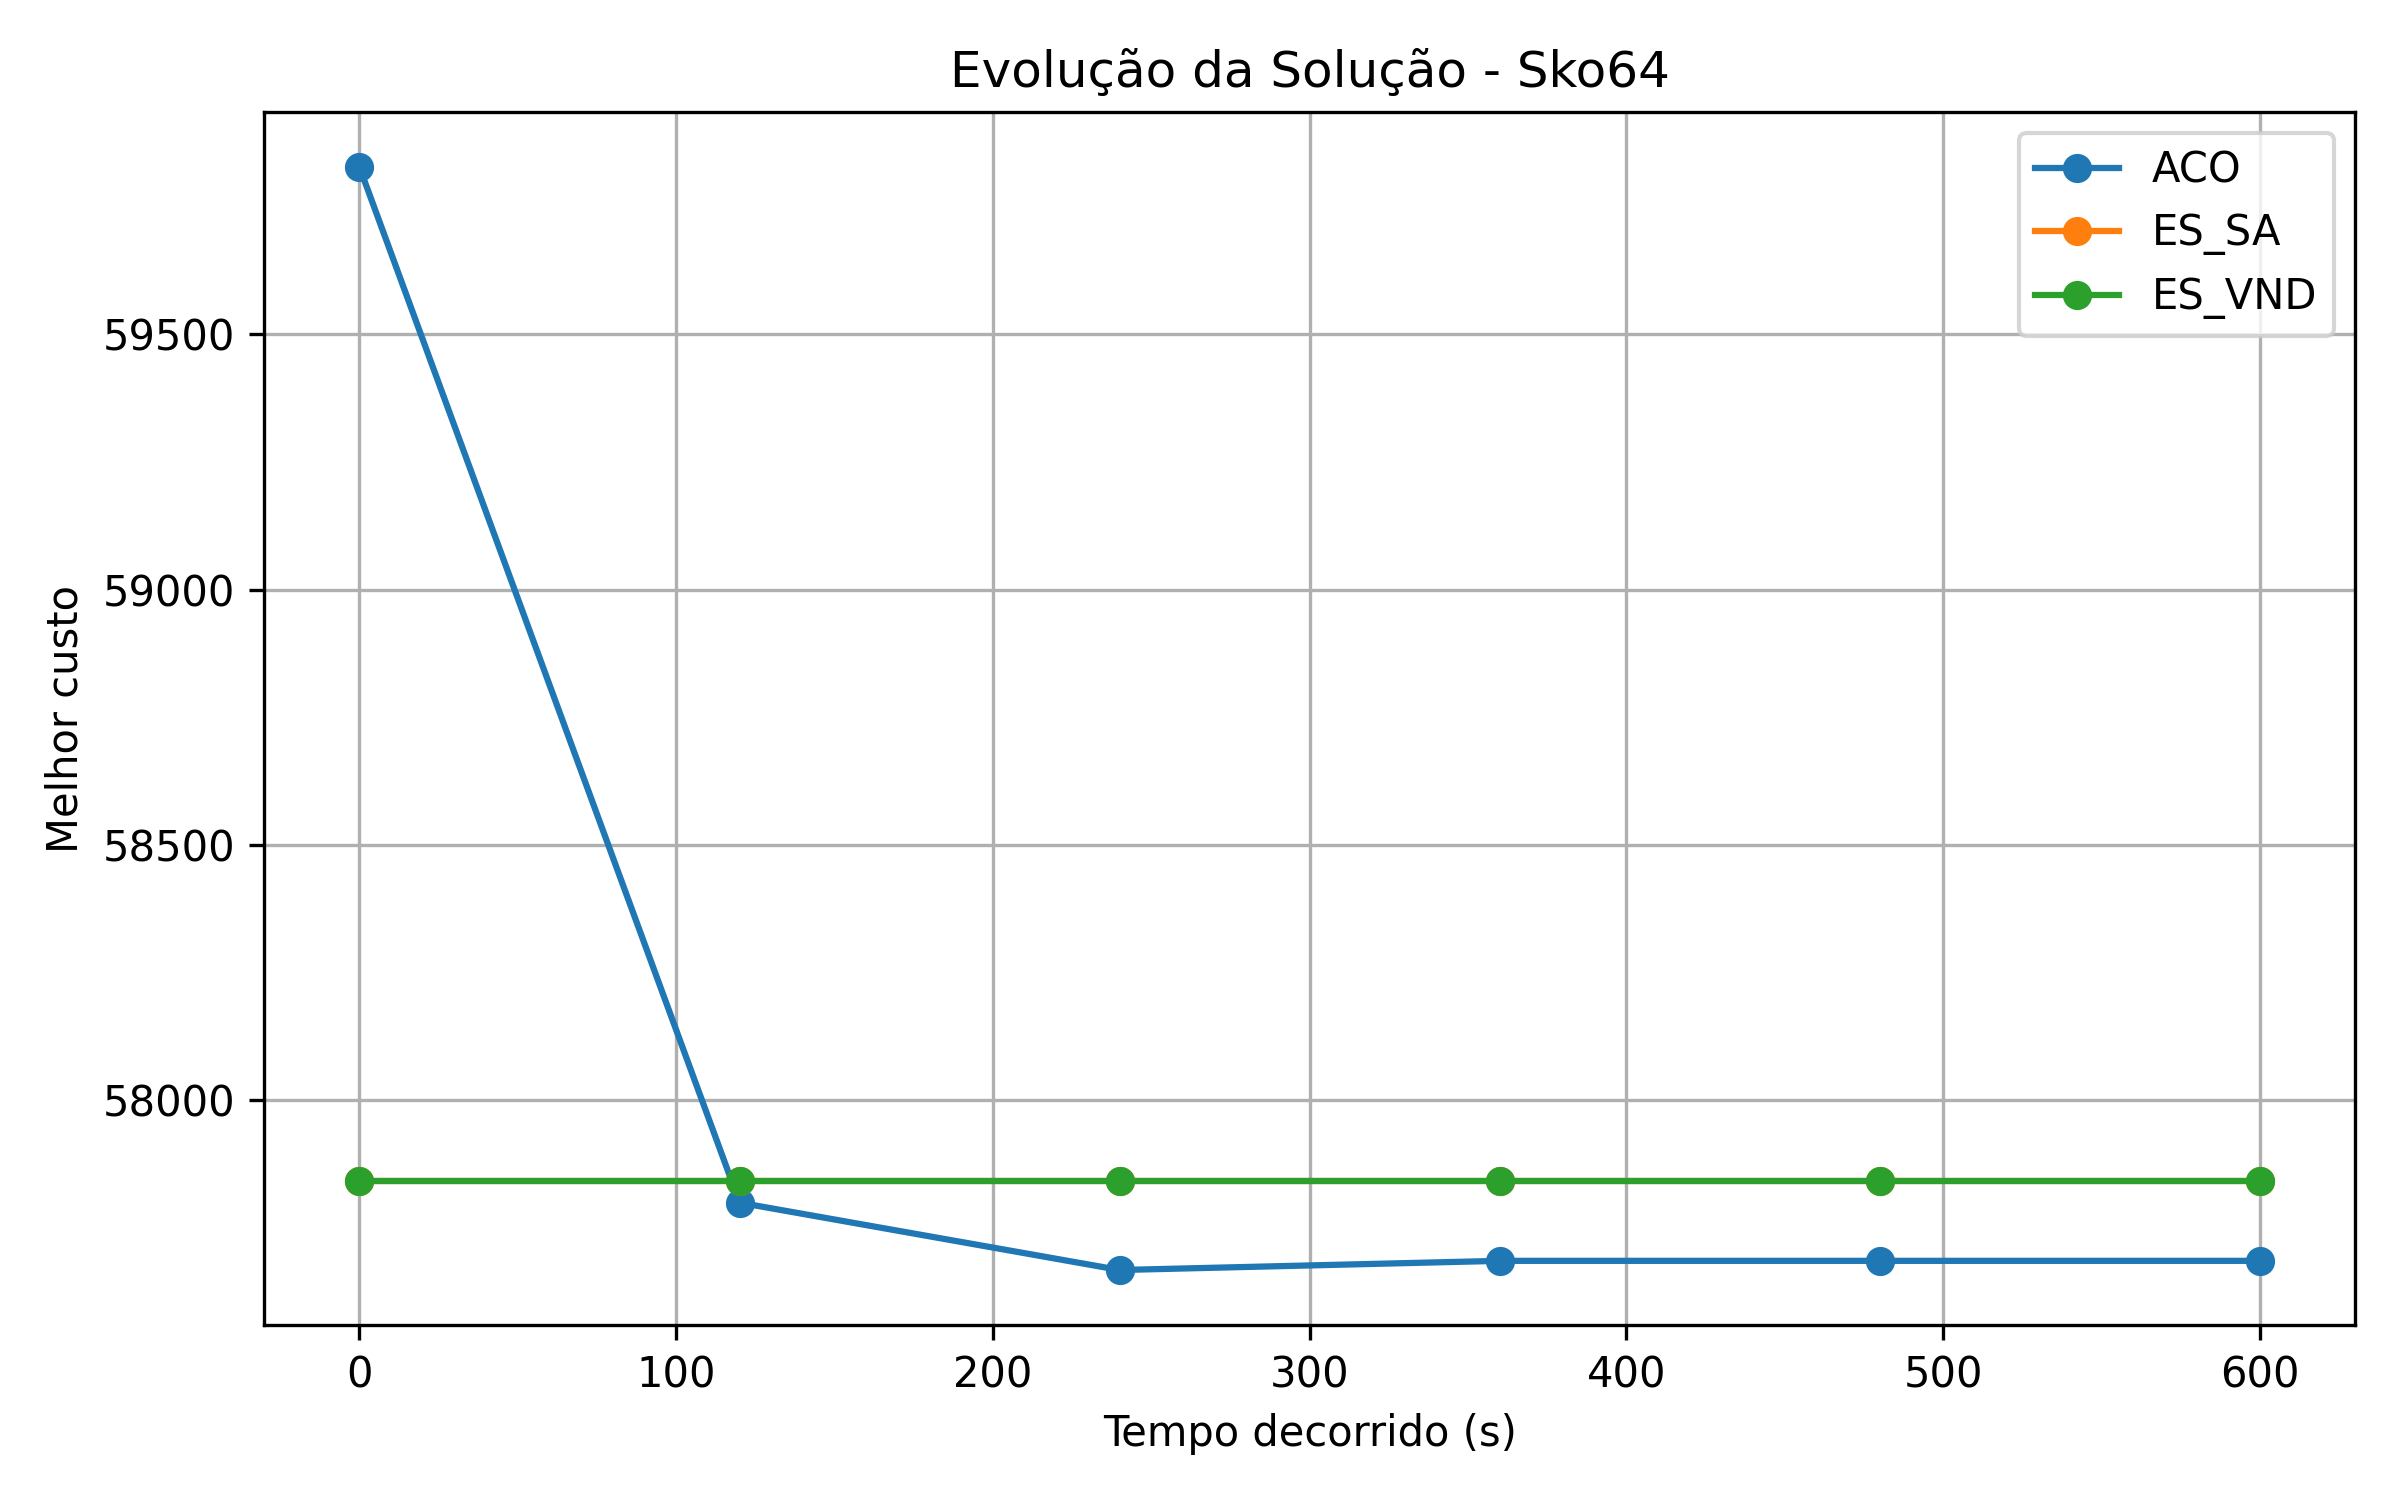 Evolução da Solução - Sko64
ACO
ES_SA
ES_VND
Melhor custo
59500
59000
58500
58000
0 100 200 300 400 500 600
Tempo decorrido (s)